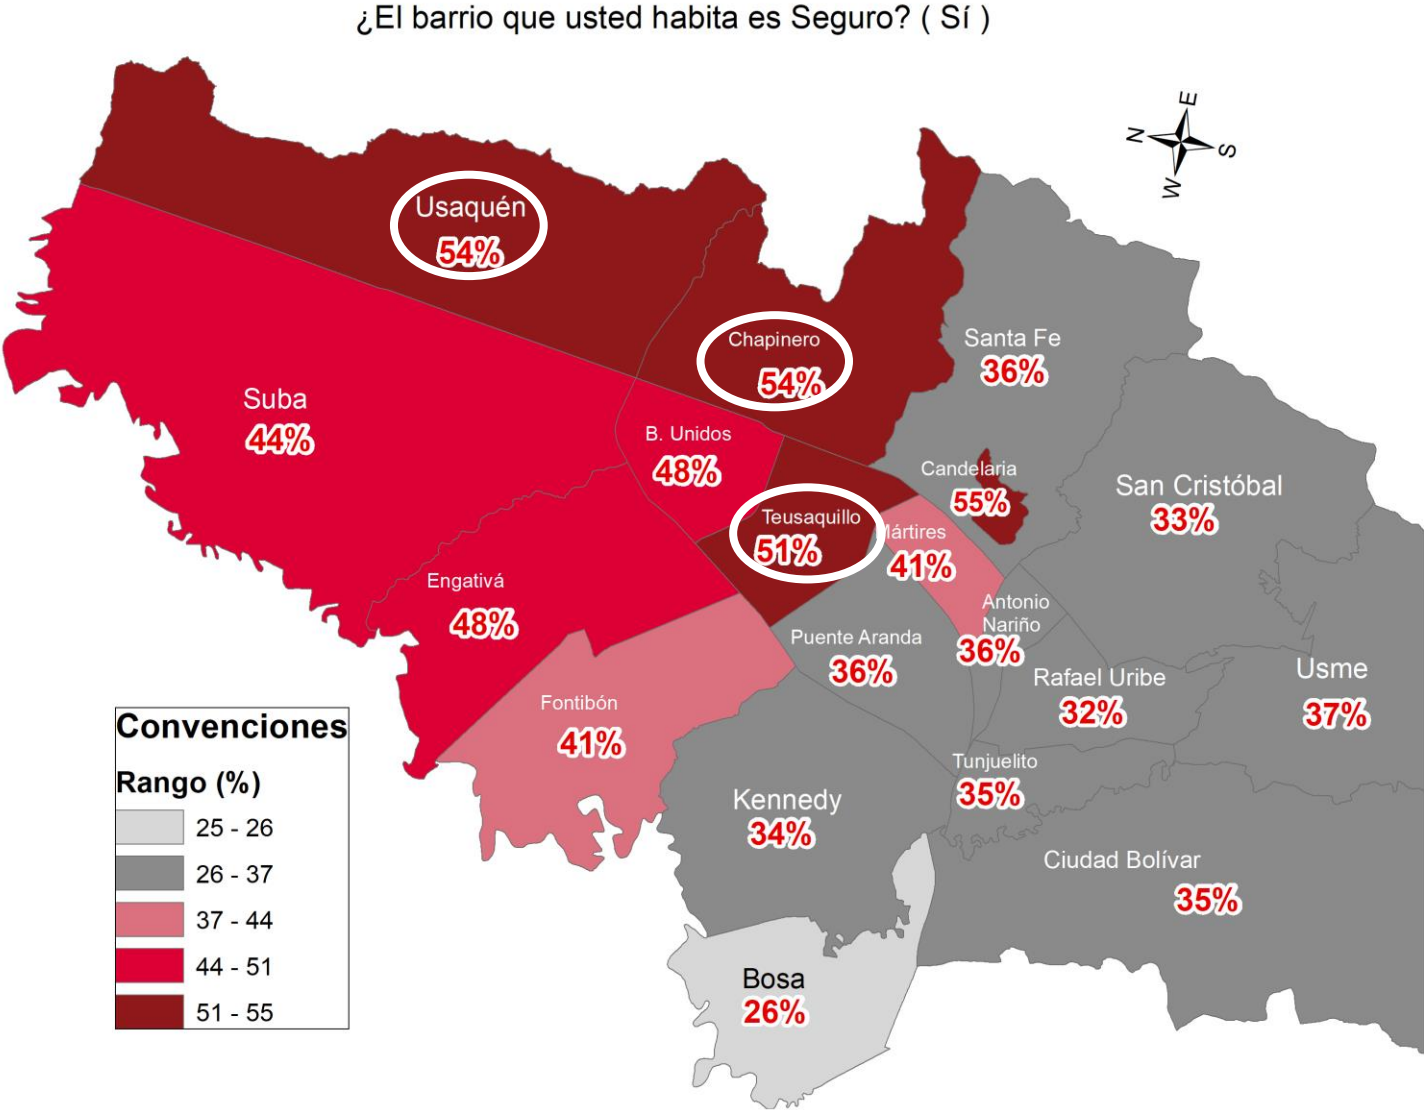 ¿El barrio que usted habita es Seguro? ( Sí )
E
N
S
W
Usaquén
54%
Chapinero
54%
Santa Fe
36%
Suba
44%
B. Unidos
48%
Candelaria
55%
San Cristóbal
33%
Teusaquillo
51%
Mártires
41%
Engativá
48%
Antonio
Nariño
36%
Puente Aranda
36%
Rafael Uribe
32%
Usme
37%
Fontibón
41%
Tunjuelito
35%
Kennedy
34%
Ciudad Bolívar
35%
Bosa
26%
Convenciones
Rango (%)
25 - 26
26 - 37
37 - 44
44 - 51
51 - 55